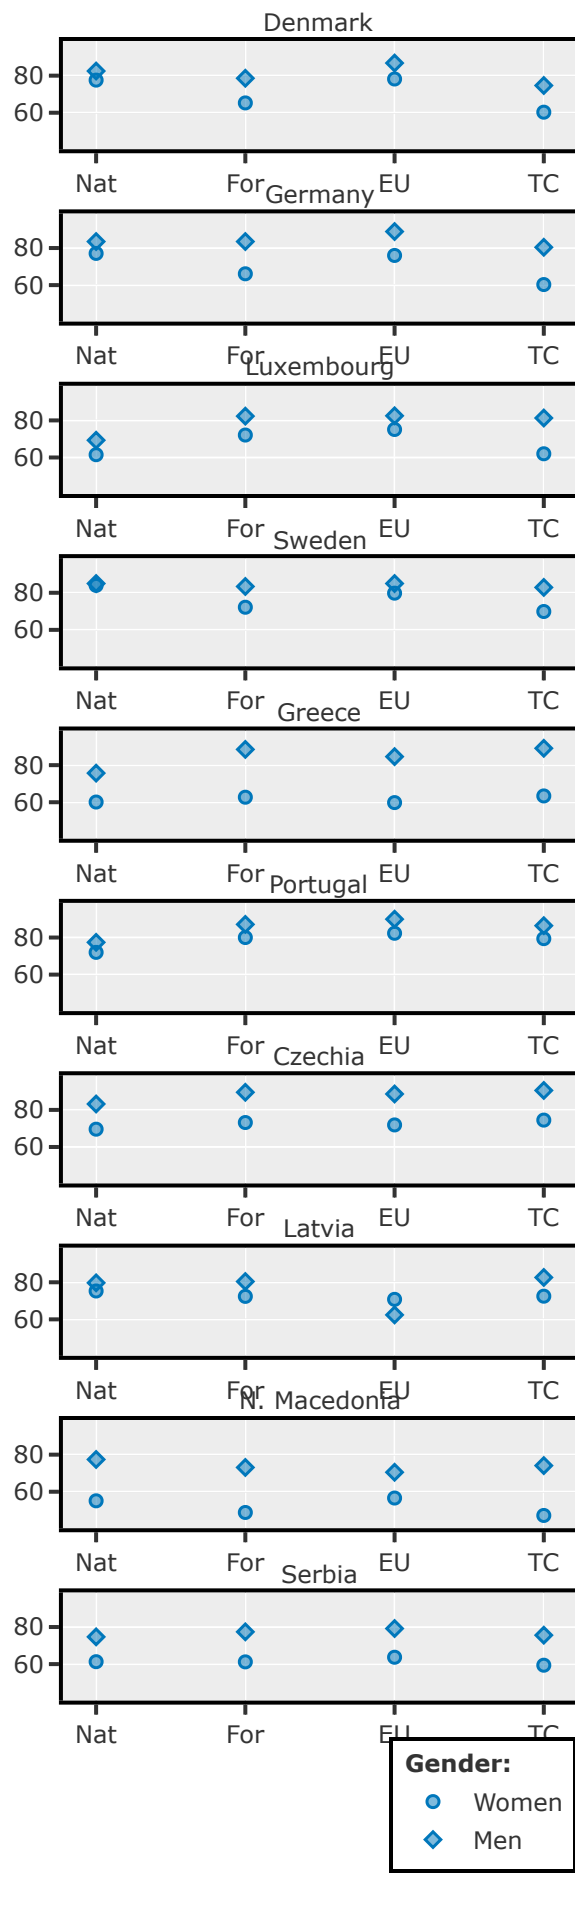 Denmark
80
60
Nat For EU TC
Germany
80
60
Nat For EU TC
Luxembourg
80
60
Nat For EU TC
Sweden
80
60
Nat For EU TC
Greece
80
60
Nat For EU TC
Portugal
80
60
Nat For EU TC
Czechia
80
60
Nat For EU TC
Latvia
80
60
Nat For EU TC
N. Macedonia
80
60
Nat For EU TC
Serbia
80
60
Nat For EU TC
Gender:
Women
Men